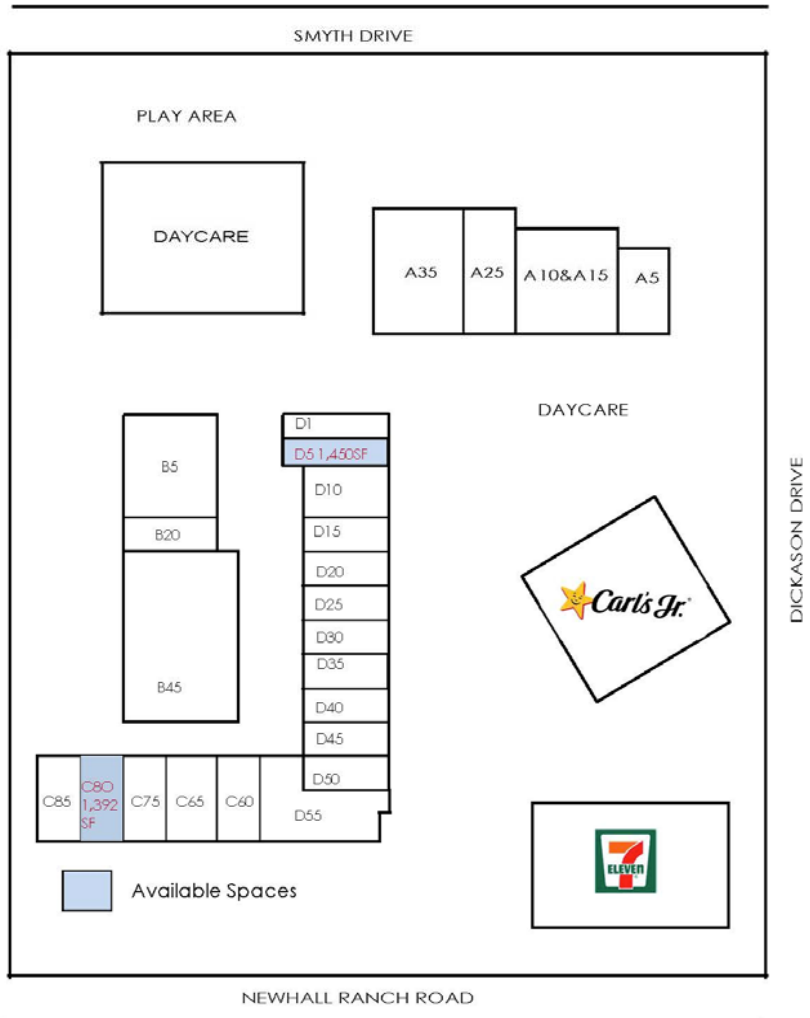 SMYTH DRIVE
PLAY AREA
DAYCARE
A35
A25
A10&A15
A5
DAYCARE
DICKASON DRIVE
D1
D5 1,450SF
B5
D10
B20
D15
D20
D25
D30
D35
B45
D40
D45
D50
Carl's Jr.
C85
C80
1,392
SF
C75
C65
C60
D55
7
ELEVEN
Available Spaces
NEWHALL RANCH ROAD